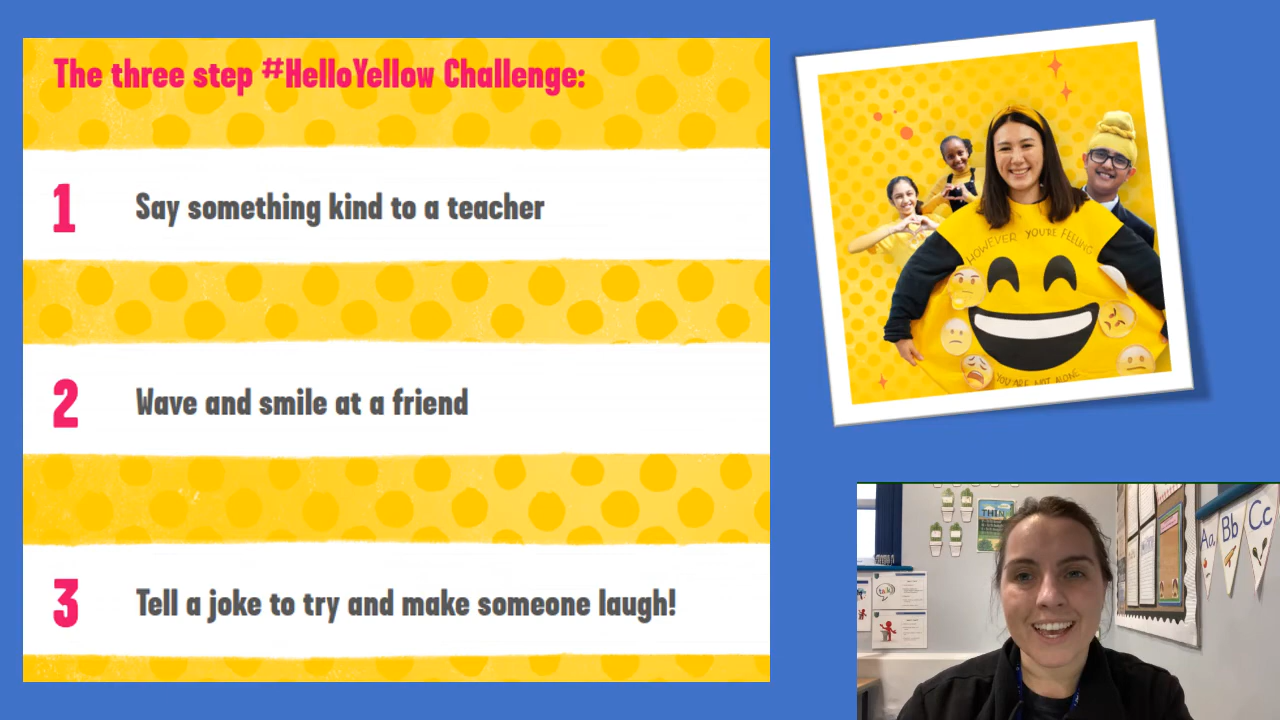 The three step #HelloYellow Challenge:
1 Say something kind to a teacher
2 Wave and smile at a friend
3 Tell a joke to try and make someone laugh!
HOWEVER YOU'RE FEELING
YOU ARE NOT ALONE
THIN
Aa Bb Cc